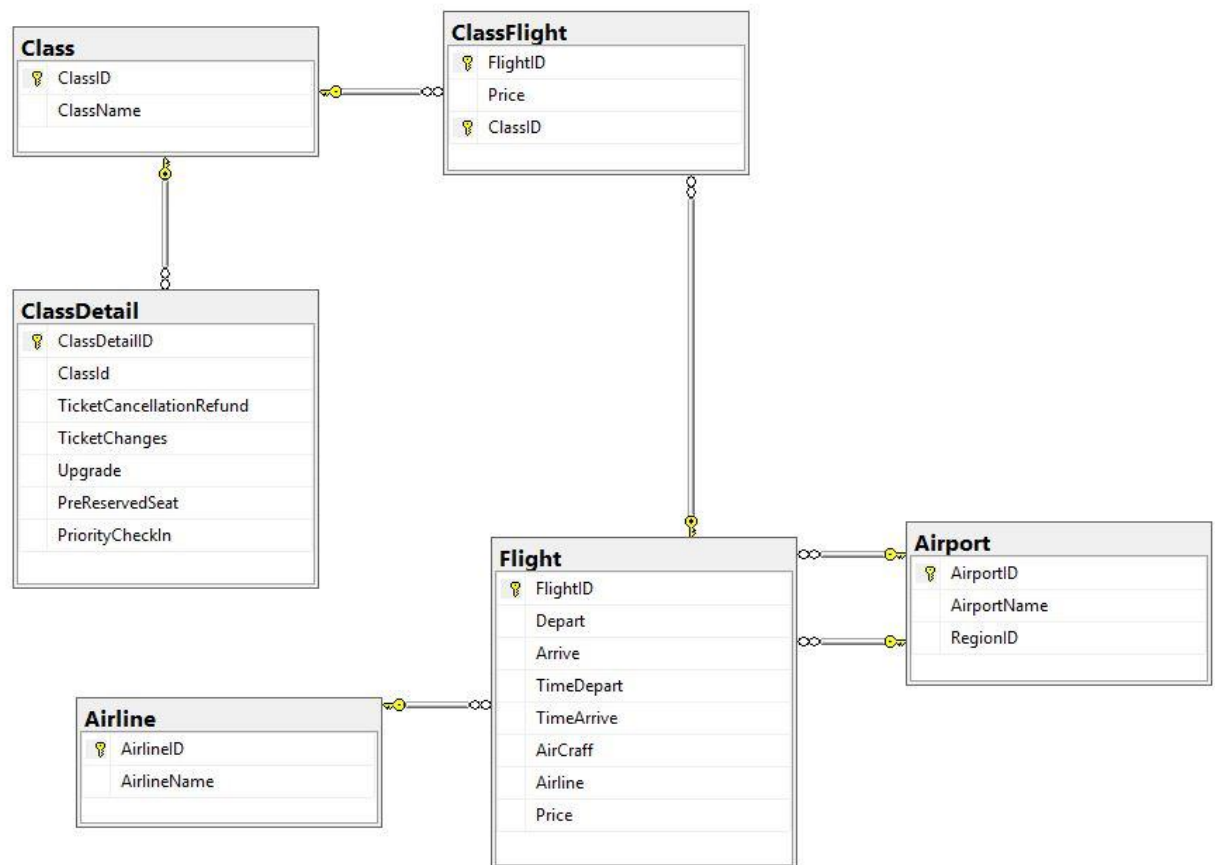 Class
ClassID
ClassName
ClassFlight
FlightID
Price
ClassID
ClassDetail
ClassDetailID
ClassId
TicketCancellationRefund
TicketChanges
Upgrade
PreReservedSeat
PriorityCheckIn
Flight
FlightID
Depart
Arrive
TimeDepart
TimeArrive
AirCraff
Airline
Price
Airport
AirportID
AirportName
RegionID
Airline
AirlineID
AirlineName